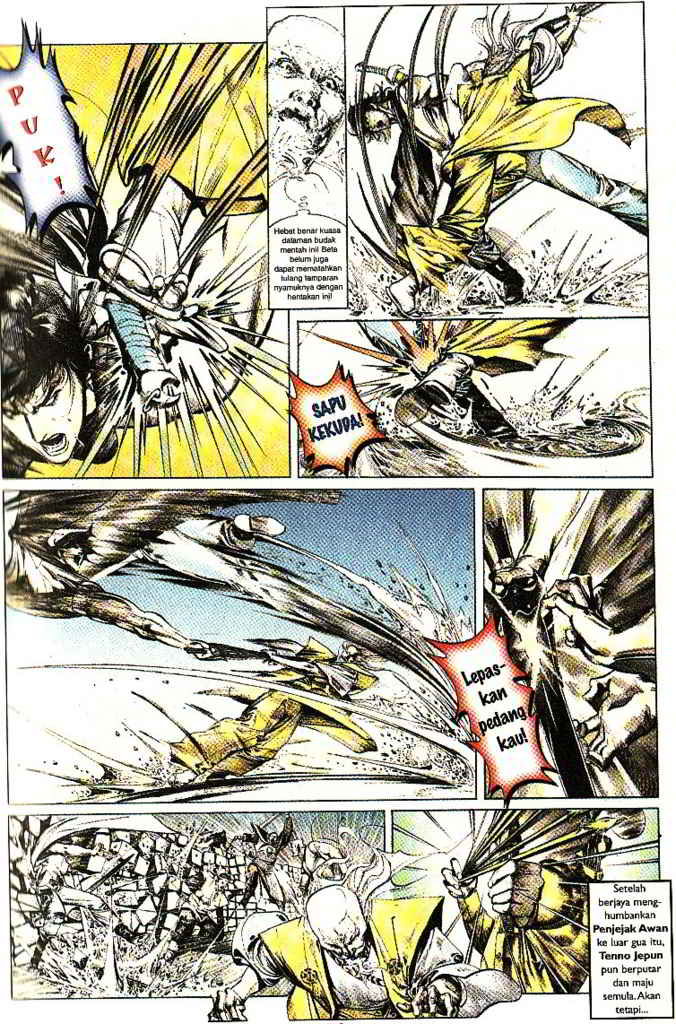 PUK!
Hebat benar kuasa
dalaman budak
mentah ini! Beta
belum juga
dapat mematahkan
tulang tamparan
nyamuknya dengan
hentakan ini!
SAPU
KEKUDA!
Lepas-
kan
pedang
kau!
Setelah
berjaya meng-
humbankan
Penjejak Awan
ke luar gua itu,
Tenno Jepun
pun berputar
dan maju
semula. Akan
tetapi...